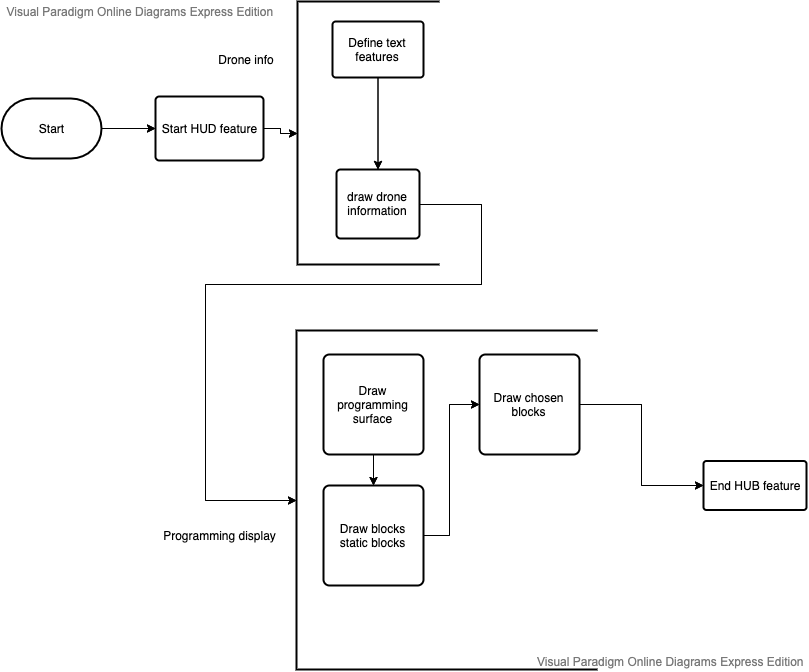 Visual Paradigm Online Diagrams Express Edition
Define text
features
Drone info
Start
Start HUD feature
draw drone
information
Draw
programming
surface
Draw chosen
blocks
End HUB feature
Draw blocks
static blocks
Programming display
Visual Paradigm Online Diagrams Express Edition